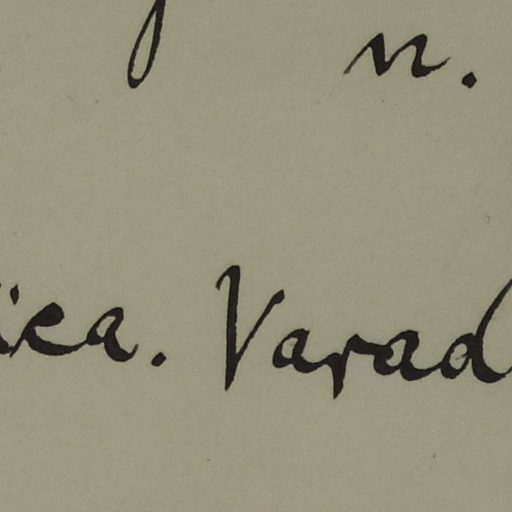 n.
ica. Varad